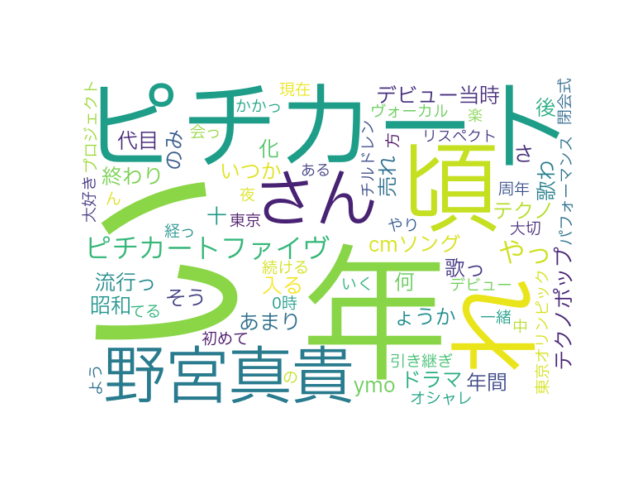 ピチカート
れ
年
頃
さん
野宮真貴
っ
ピチカートファイヴ
デビュー当時
ヴォーカル
楽
後
閉会式
現在
かかっ
プロジェクト
代目
のみ
会っ
化
いつか
ある
チルドレン
売れ
方
リスペクト
さ
歌わ
パフォーマンス
終わり
大好き
ん
夜
十
東京
経っ
周年
テクノ
大切
やり
cmソング
やっ
歌っ
テクノポップ
流行っ
そう
続ける
入る
いく
何
デビュー
昭和
てる
0時
あまり
ょうか
一緒
中
東京オリンピック
初めて
引き継ぎ
よう
の
ymo
ドラマ
年間
オシャレ